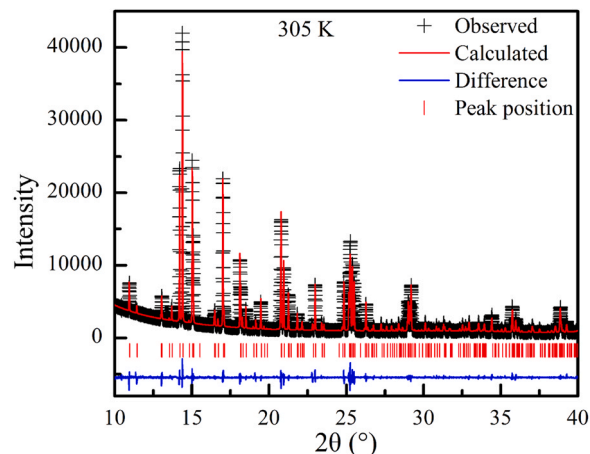 305 K
Observed
Calculated
Difference
Peak position
Intensity
40000
30000
20000
10000
0
10 15 20 25 30 35 40
2θ (°)